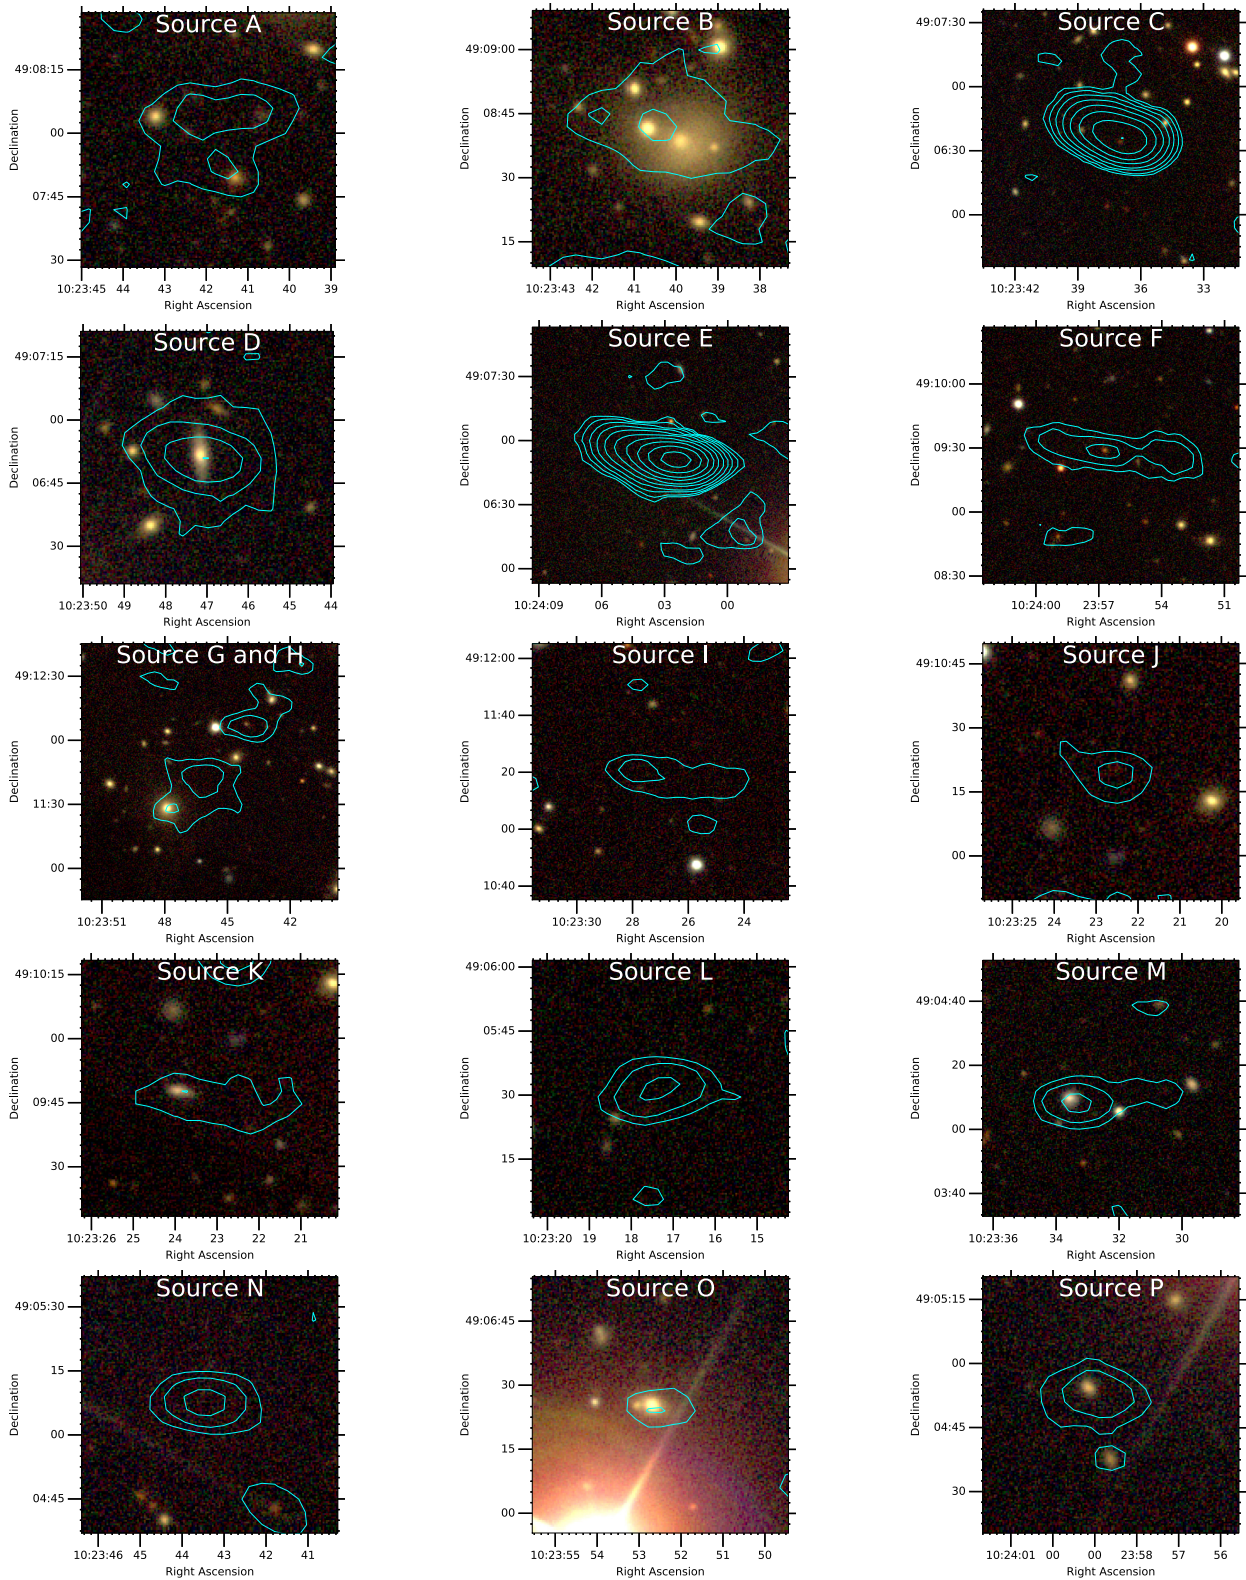 Source A
Declination
49:08:15
00
07:45
30
10:23:45 44 43 42 41 40 39
Right Ascension
Source B
Declination
49:09:00
08:45
30
15
10:23:43 42 41 40 39 38
Right Ascension
Source C
Declination
49:07:30
00
06:30
00
10:23:42 39 36 33
Right Ascension
Source D
Declination
49:07:15
00
06:45
30
10:23:50 49 48 47 46 45 44
Right Ascension
Source E
Declination
49:07:30
00
06:30
00
10:24:09 06 03 00
Right Ascension
Source F
Declination
49:10:00
09:30
00
08:30
10:24:00 23:57 54 51
Right Ascension
Source G and H
Declination
49:12:30
00
11:30
00
10:23:51 48 45 42
Right Ascension
Source I
Declination
49:12:00
11:40
20
00
10:40
10:23:30 28 26 24
Right Ascension
Source J
Declination
49:10:45
30
15
00
10:23:25 24 23 22 21 20
Right Ascension
Source K
Declination
49:10:15
00
09:45
30
10:23:26 25 24 23 22 21
Right Ascension
Source L
Declination
49:06:00
05:45
30
15
10:23:20 19 18 17 16 15
Right Ascension
Source M
Declination
49:04:40
20
00
03:40
10:23:36 34 32 30
Right Ascension
Source N
Declination
49:05:30
15
00
04:45
10:23:46 45 44 43 42 41
Right Ascension
Source O
Declination
49:06:45
30
15
00
10:23:55 54 53 52 51 50
Right Ascension
Source P
Declination
49:05:15
00
04:45
30
10:24:01 00 00 23:58 57 56
Right Ascension